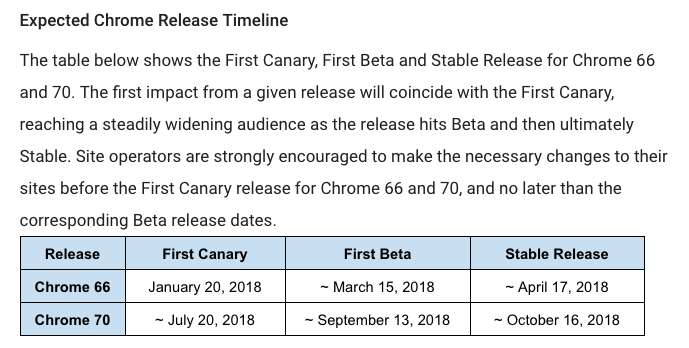 Expected Chrome Release Timeline
The table below shows the First Canary, First Beta and Stable Release for Chrome 66
and 70. The first impact from a given release will coincide with the First Canary,
reaching a steadily widening audience as the release hits Beta and then ultimately
Stable. Site operators are strongly encouraged to make the necessary changes to their
sites before the First Canary release for Chrome 66 and 70, and no later than the
corresponding Beta release dates.
Release First Canary First Beta Stable Release
Chrome 66 January 20, 2018 ~ March 15, 2018 ~ April 17, 2018
Chrome 70 ~ July 20, 2018 ~ September 13, 2018 ~ October 16, 2018